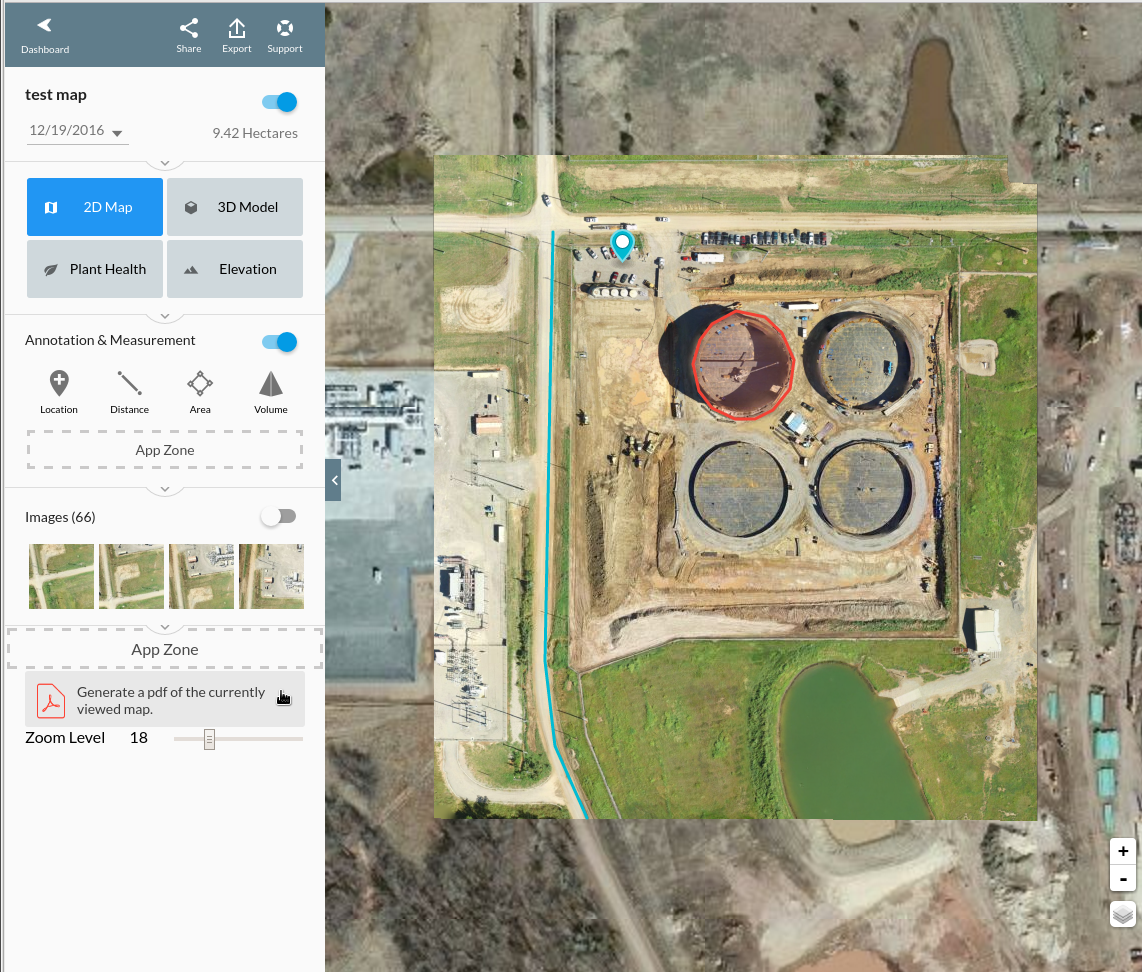 Dashboard
Share
Export
Support
test map
12/19/2016
9.42 Hectares
2D Map
3D Model
Plant Health
Elevation
Annotation & Measurement
Location
Distance
Area
Volume
App Zone
Images (66)
App Zone
Generate a pdf of the currently
viewed map.
Zoom Level 18
+
-